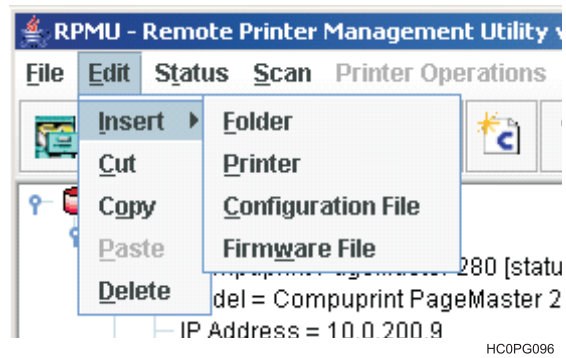 RPMU - Remote Printer Management Utility
File Edit Status Scan Printer Operations
Insert
Cut
Copy
Paste
Delete
Folder
Printer
Configuration File
Firmware File
280 [statu
del = Compuprint PageMaster 2
IP Address = 10.0.200.9
HC0PG096